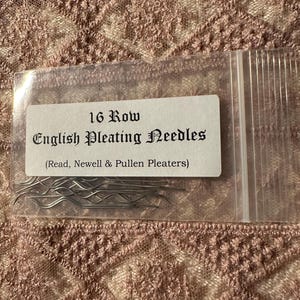 16 Row
English Pleating Needles
(Read, Newell & Pullen Pleaters)